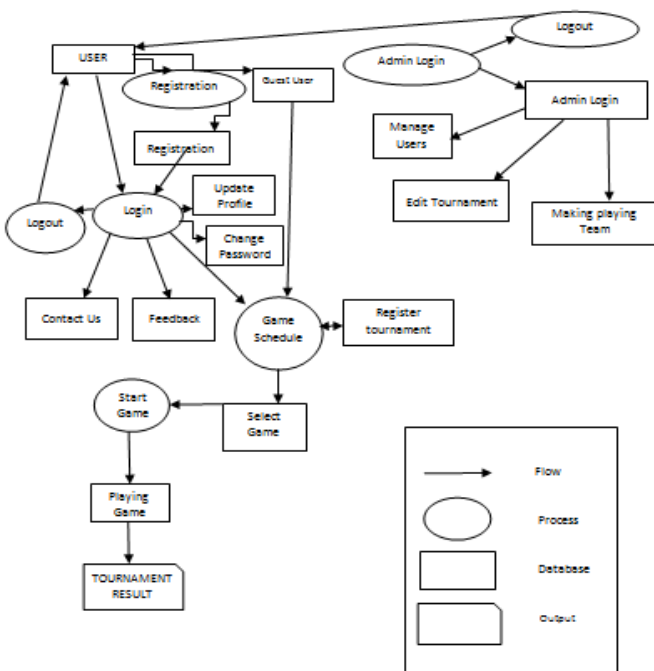 Logout
USER
Admin Login
Registration
Guest User
Admin Login
Manage
Users
Registration
Update
Profile
Edit Tournament
Making playing
Team
Login
Logout
Change
Password
Contact Us
Feedback
Game
Schedule
Register
tournament
Start
Game
Select
Game
Playing
Game
TOURNAMENT
RESULT
Flow
Process
Database
Output